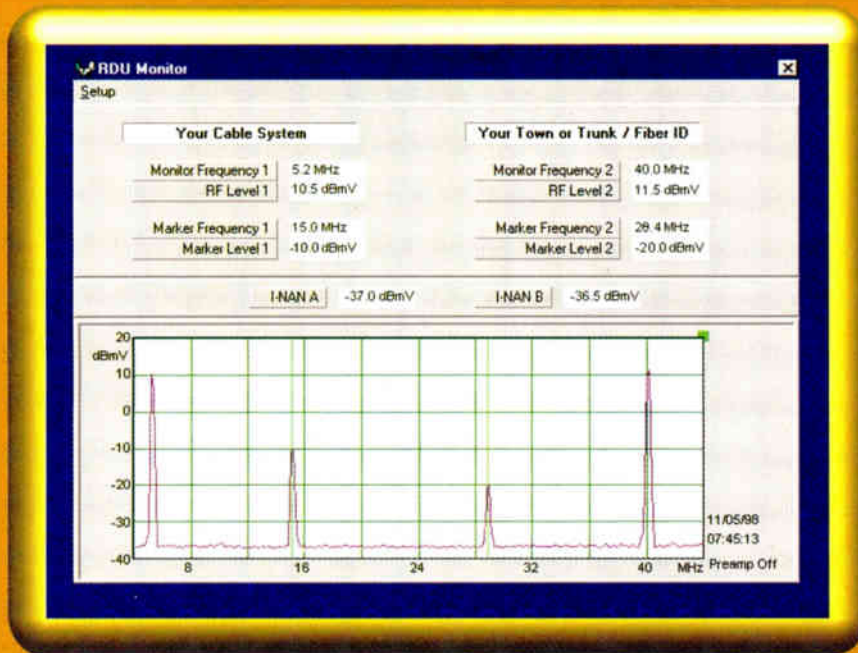 RDU Monitor
Setup
Your Cable System
Your Town or Trunk / Fiber ID
Monitor Frequency 1 5.2 MHz
Monitor Frequency 2 40.0 MHz
RF Level 1 10.5 dBmV
RF Level 2 11.5 dBmV
Marker Frequency 1 15.0 MHz
Marker Frequency 2 28.4 MHz
Marker Level 1 -10.0 dBmV
Marker Level 2 -20.0 dBmV
I-NAN A -37.0 dBmV I-NAN B -36.5 dBmV
20
dBmV
10
0
-10
-20
-30
-40
11/05/98
07:45:13
8 16 24 32 40 MHz Preamp Off